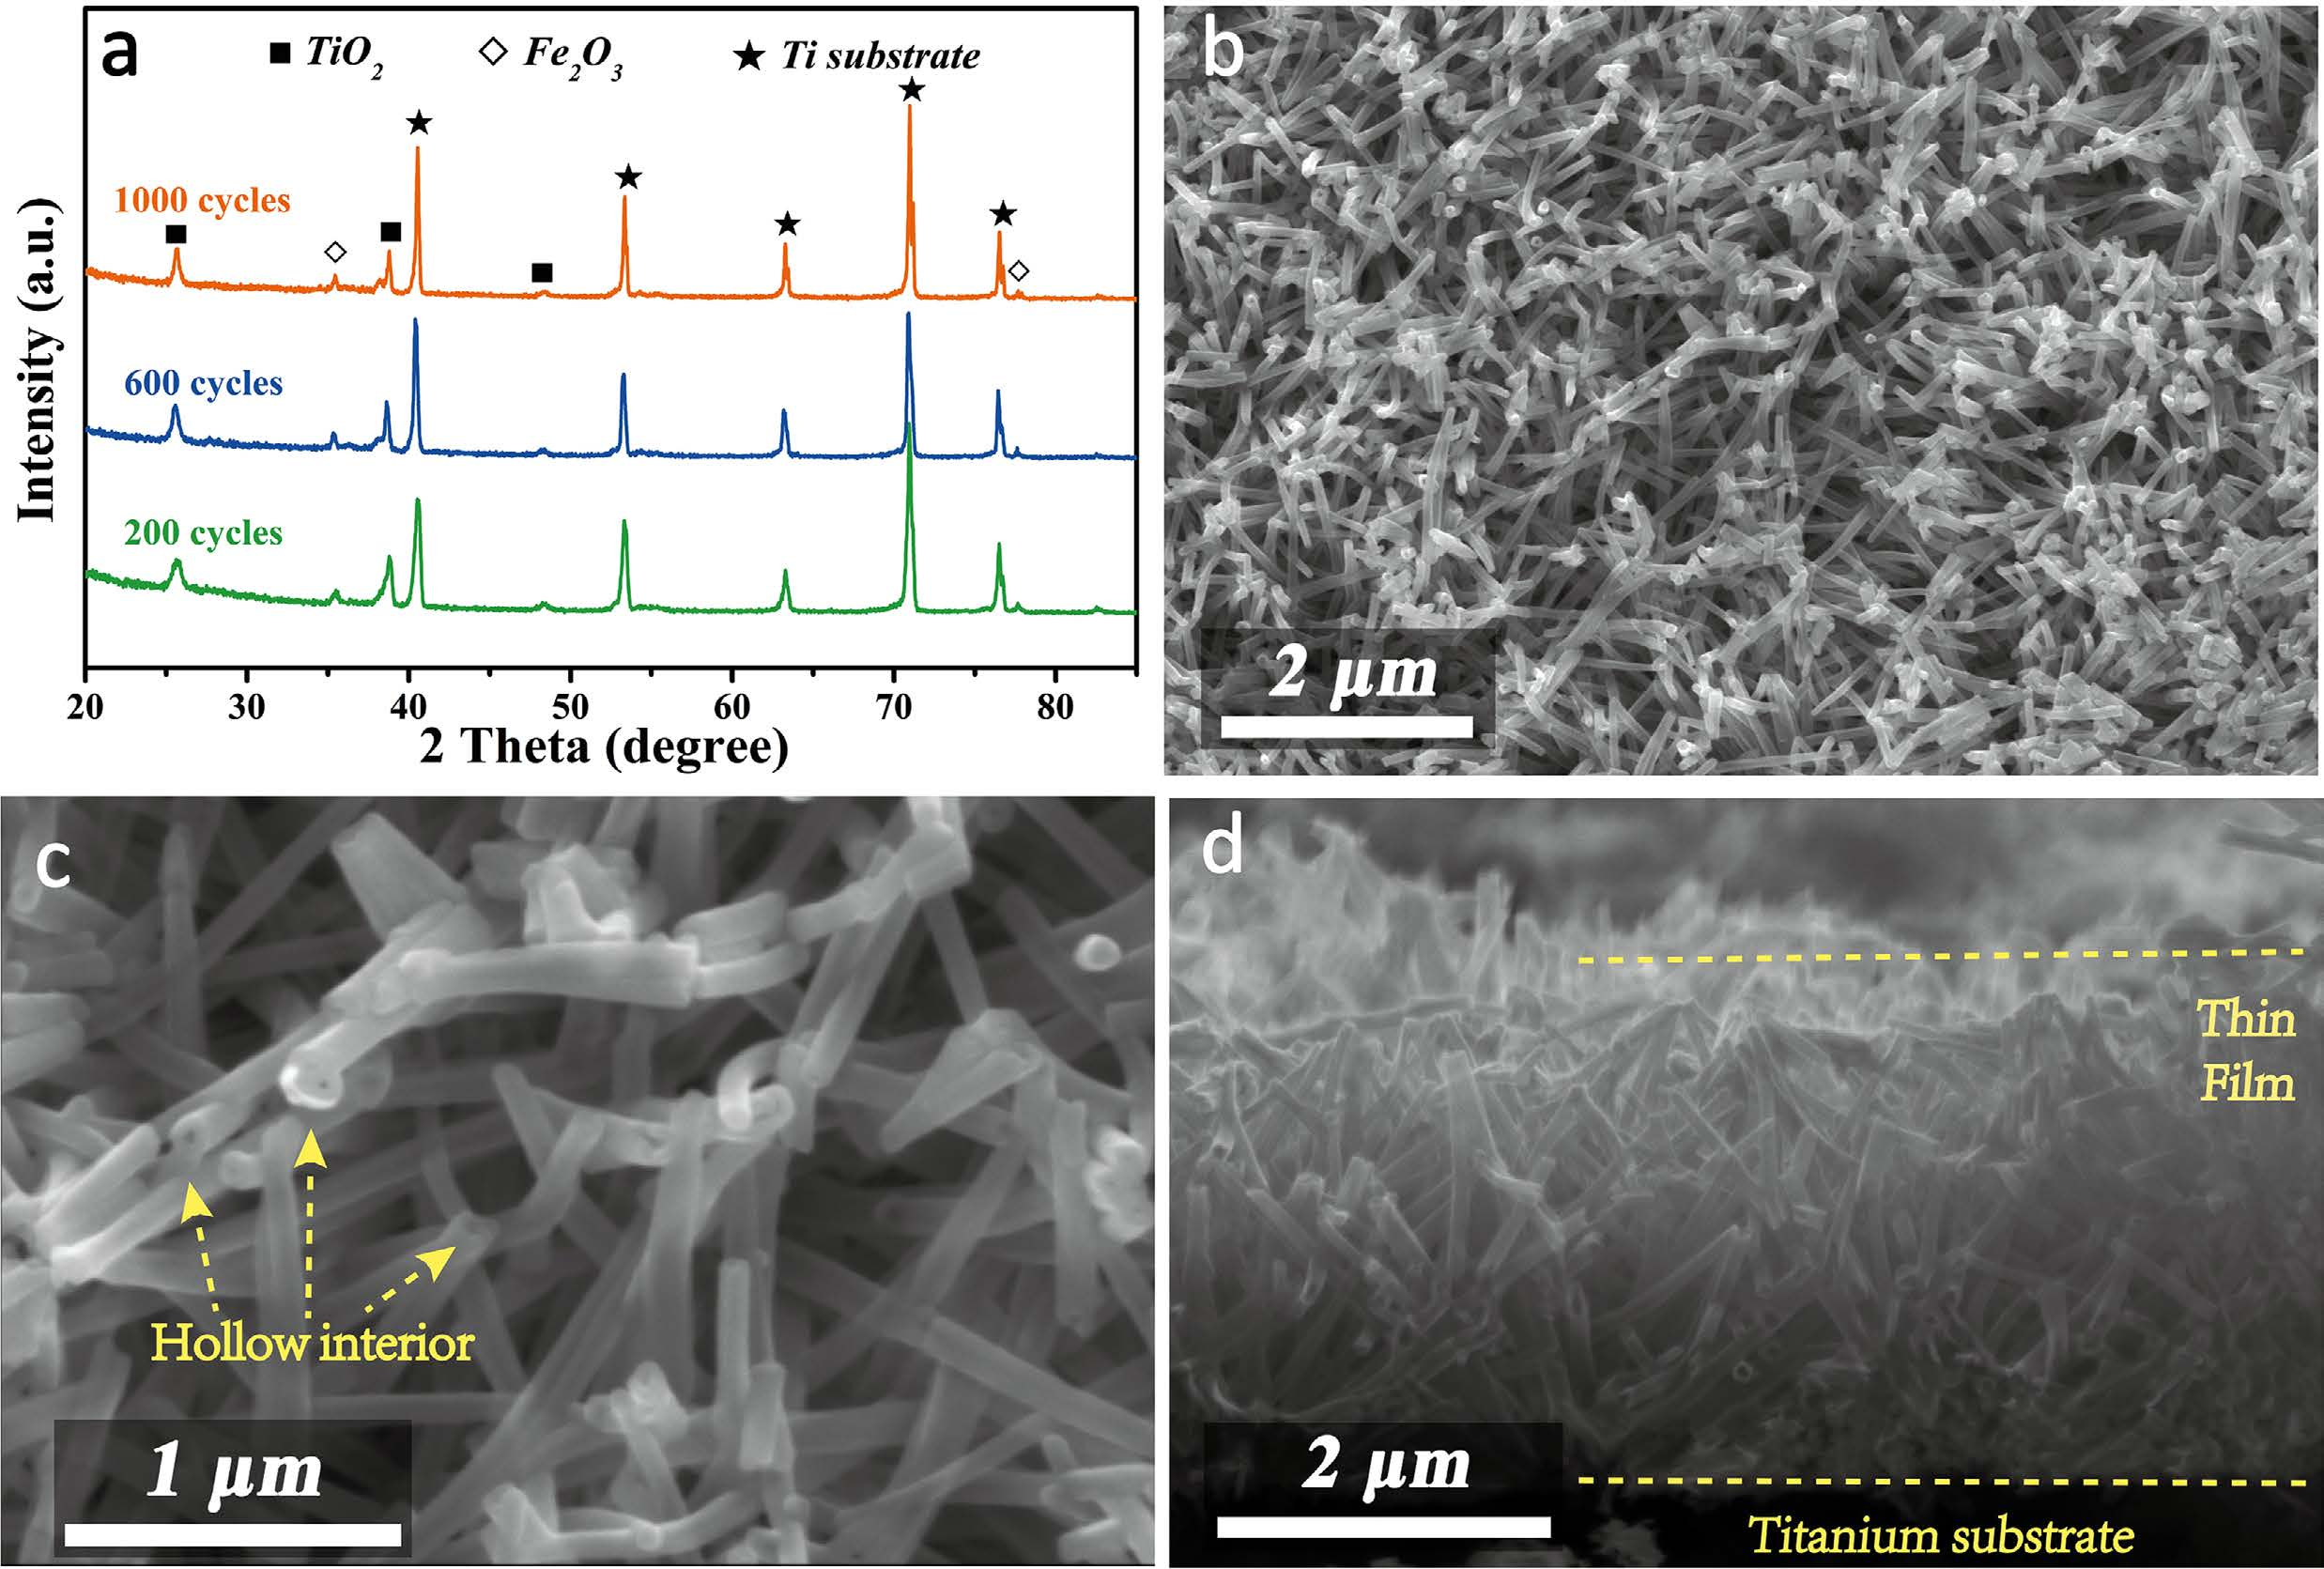 a
■ TiO2 ◇ Fe2O3 ★ Ti substrate
1000 cycles
600 cycles
200 cycles
Intensity (a.u.)
20 30 40 50 60 70 80
2 Theta (degree)
b
2 μm
c
Hollow interior
1 μm
d
Thin
Film
2 μm
Titanium substrate